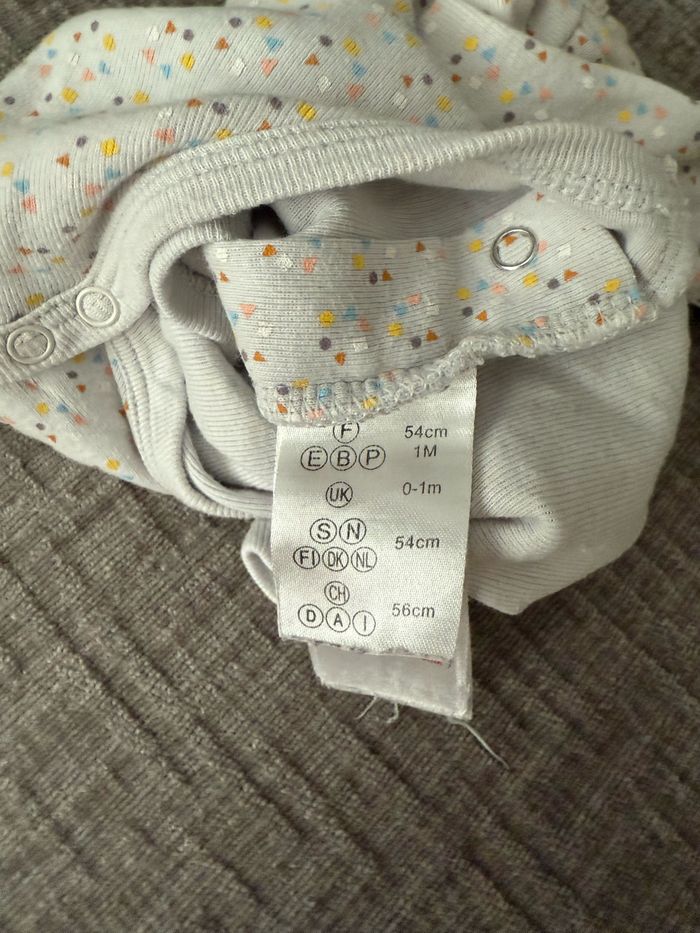 F 54cm
E B P 1M
UK 0-1m
S N
FI DK NL 54cm
CH
D A I 56cm